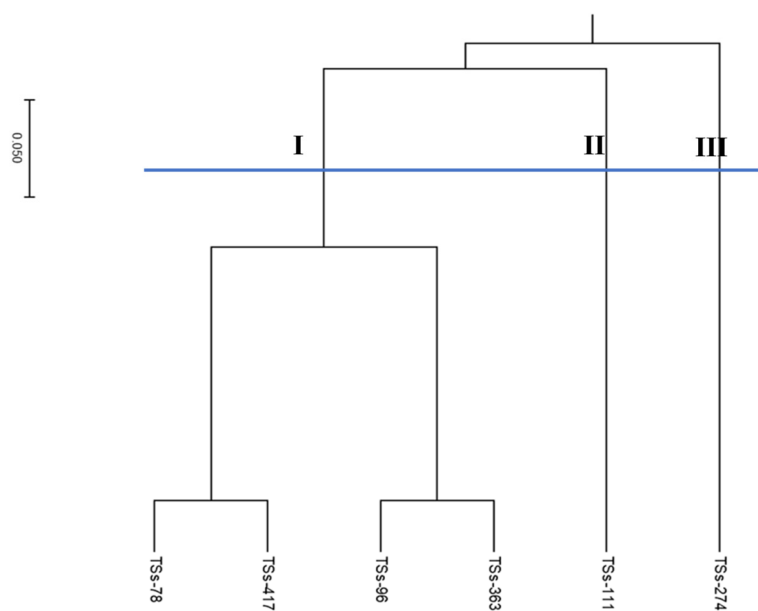 I
II
III
0.050
TSs-78
TSs-417
TSs-96
TSs-363
TSs-111
TSs-274